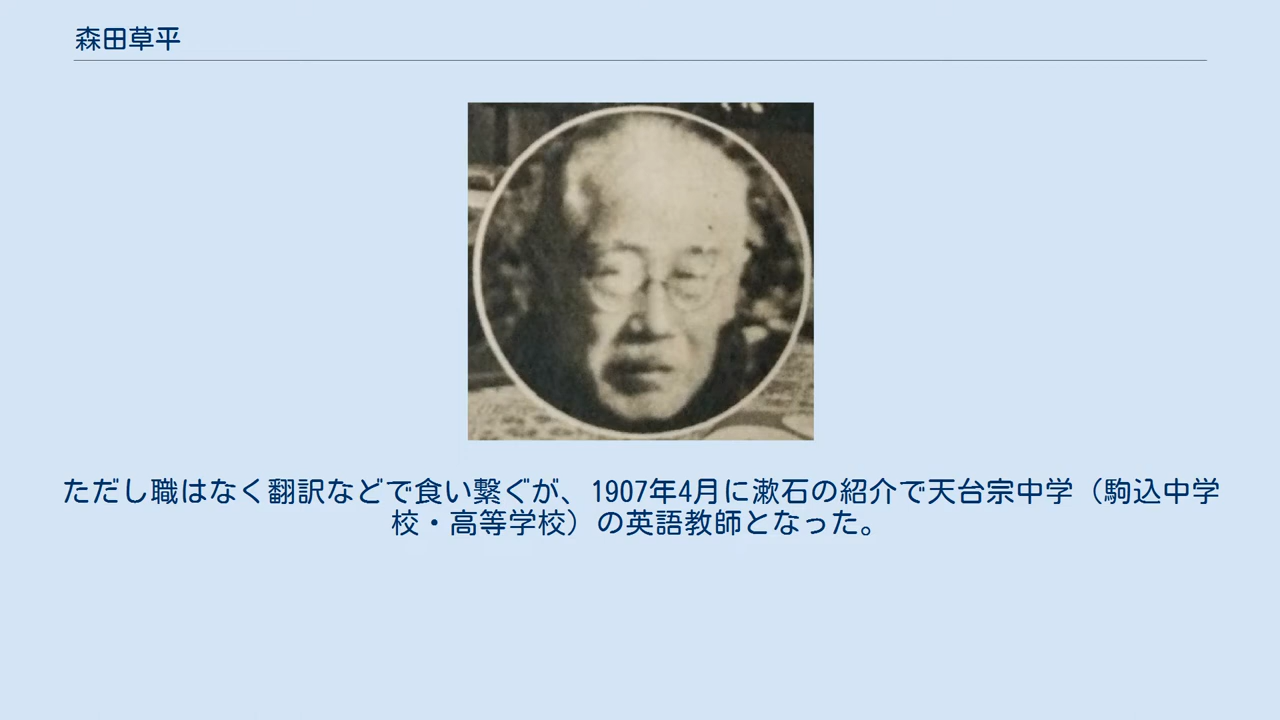 森田草平
ただし職はなく翻訳などで食い繋ぐが、1907年4月に漱石の紹介で天台宗中学（駒込中学
校・高等学校）の英語教師となった。